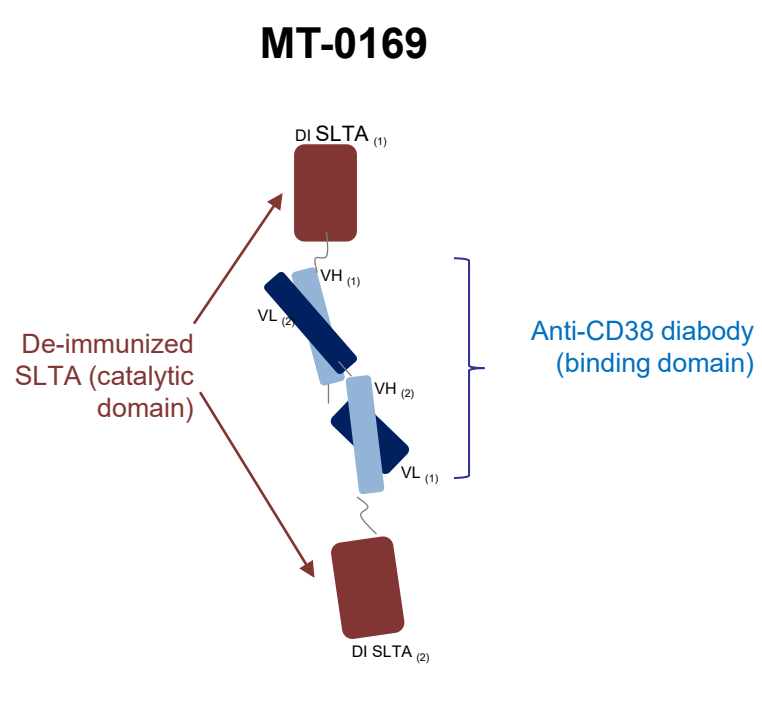 MT-0169
DI SLTA (1)
VH (1)
VL (2)
De-immunized
SLTA (catalytic
domain)
Anti-CD38 diabody
(binding domain)
VH (2)
VL (1)
DI SLTA (2)